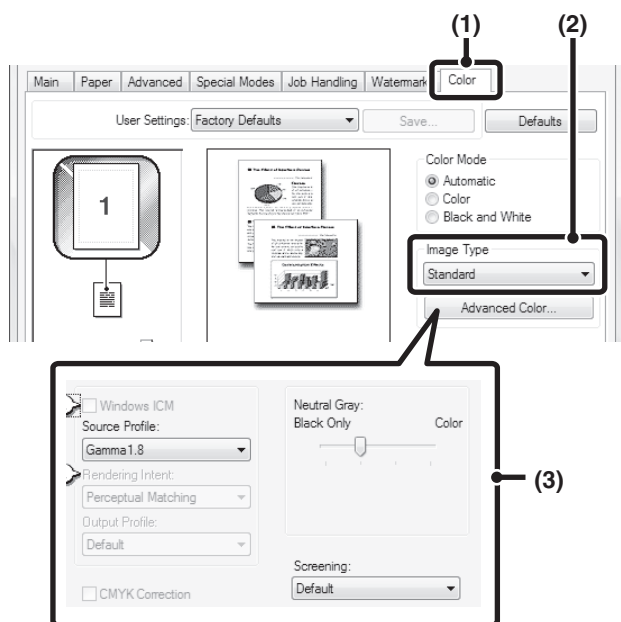 (1) (2)
Main Paper Advanced Special Modes Job Handling Watermark Color
User Settings: Factory Defaults Save... Defaults
1
Color Mode
Automatic
Color
Black and White
Image Type
Standard
Advanced Color...
Windows ICM
Source Profile:
Gamma1.8
Rendering Intent:
Perceptual Matching
Output Profile:
Default
CMYK Correction
Neutral Gray:
Black Only Color
Screening:
Default
(3)